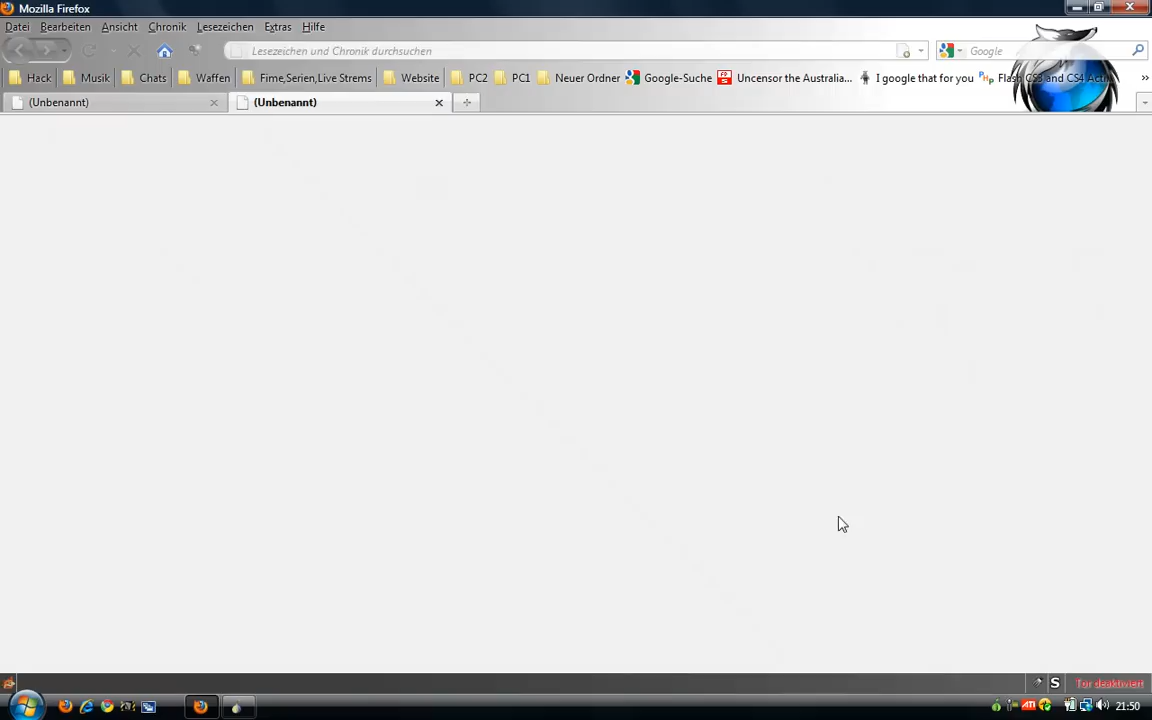 Mozilla Firefox
Datei Bearbeiten Ansicht Chronik Lesezeichen Extras Hilfe
Lesezeichen und Chronik durchsuchen Google
Hack Musik Chats Waffen Fime,Serien,Live Strems Website PC2 PC1 Neuer Ordner Google-Suche Uncensor the Australia... I google that for you Flash CS3 and CS4 Acti...
(Unbenannt) (Unbenannt)
S Tor deaktiviert
ATI 21:50